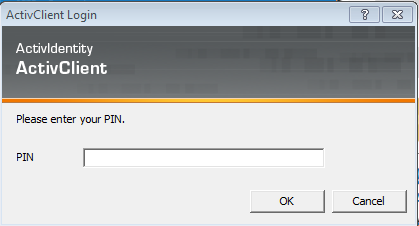 ActivClient Login
ActivIdentity
ActivClient
Please enter your PIN.
PIN
OK Cancel